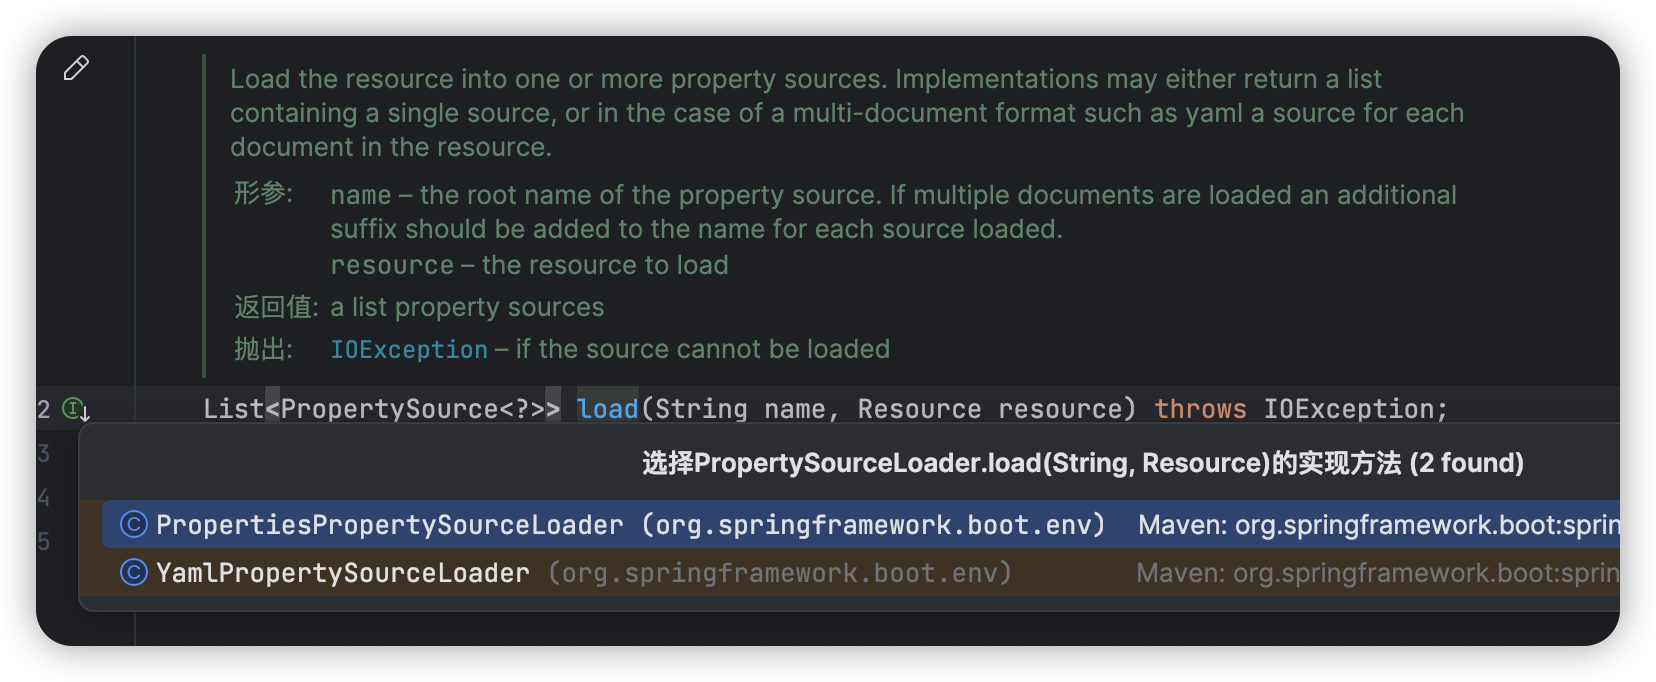 Load the resource into one or more property sources. Implementations may either return a list
containing a single source, or in the case of a multi-document format such as yaml a source for each
document in the resource.
形参: name – the root name of the property source. If multiple documents are loaded an additional
suffix should be added to the name for each source loaded.
resource – the resource to load
返回值: a list property sources
抛出: IOException – if the source cannot be loaded
2 List<PropertySource<?>> load(String name, Resource resource) throws IOException;
3
选择PropertySourceLoader.load(String, Resource)的实现方法 (2 found)
4
C PropertiesPropertySourceLoader (org.springframework.boot.env) Maven: org.springframework.boot:sprin
5
C YamlPropertySourceLoader (org.springframework.boot.env) Maven: org.springframework.boot:sprin